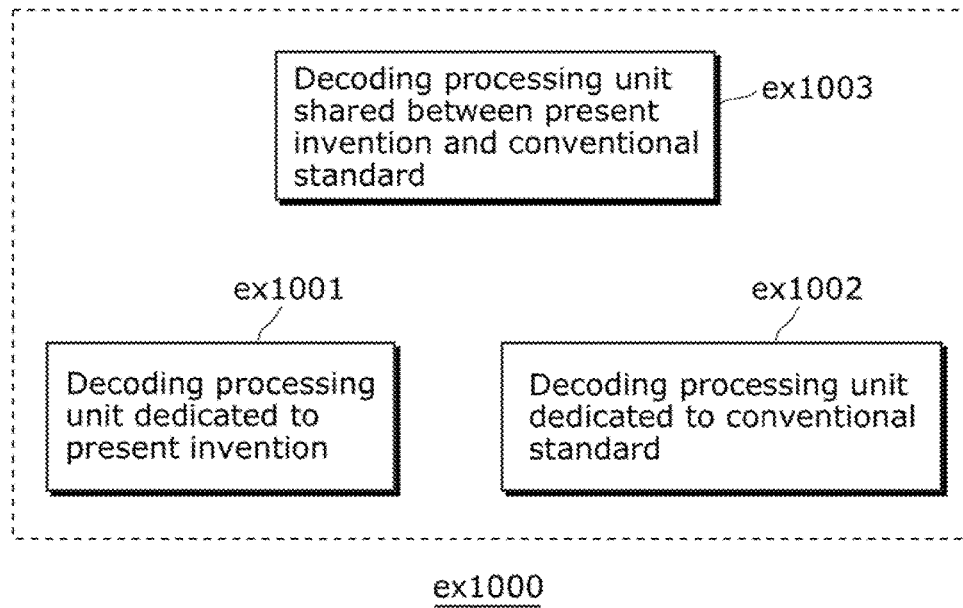 Decoding processing unit
shared between present
invention and conventional
standard
ex1003
ex1001
ex1002
Decoding processing
unit dedicated to
present invention
Decoding processing unit
dedicated to conventional
standard
ex1000